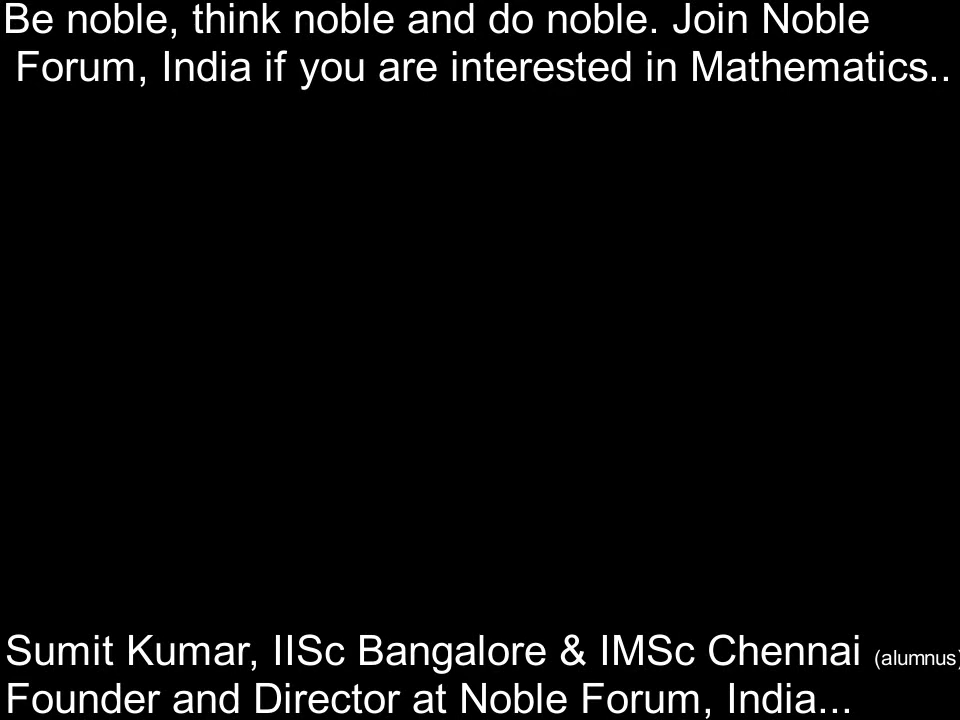 Be noble, think noble and do noble. Join Noble
Forum, India if you are interested in Mathematics..
Sumit Kumar, IISc Bangalore & IMSc Chennai (alumnus)
Founder and Director at Noble Forum, India...